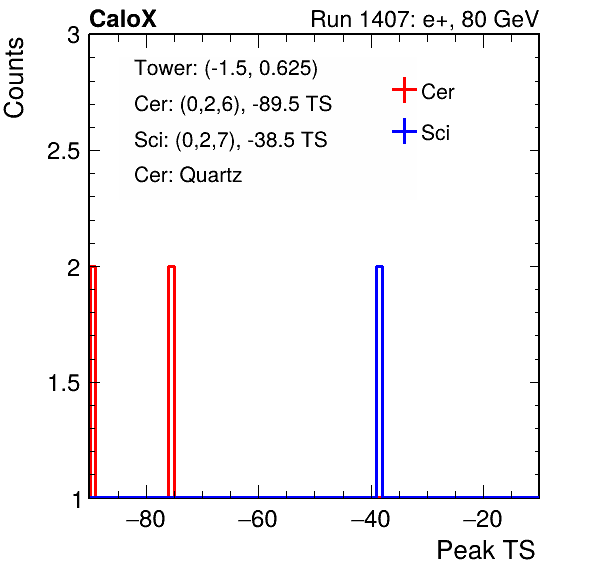 CaloX Run 1407: e+, 80 GeV
Counts
Tower: (-1.5, 0.625)
Cer: (0,2,6), -89.5 TS
Sci: (0,2,7), -38.5 TS
Cer: Quartz
Cer
Sci
3
2.5
2
1.5
1
−80 −60 −40 −20
Peak TS